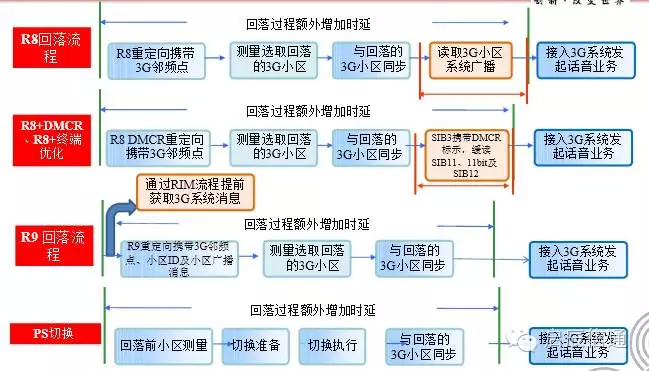 创新·改变世界
回落过程额外增加时延
R8回落流
程
R8重定向携带
3G邻频点
测量选取回落
的3G小区
与回落的
3G小区同步
读取3G小区
系统广播
接入3G系统发
起话音业务
回落过程额外增加时延
R8+DMCR
、R8+终端
优化
R8 DMCR重定向
携带3G邻频点
测量选取回落
的3G小区
与回落的
3G小区同步
SIB3携带DMCR
标示，缓读
SIB11、11bit及
SIB12
接入3G系统发
起话音业务
通过RIM流程提前
获取3G系统消息
回落过程额外增加时延
R9 回落流
程
R9重定向携带3G邻频
点、小区ID及小区广播
消息
测量选取回落
的3G小区
与回落的
3G小区同步
接入3G系统发
起话音业务
回落过程额外增加时延
PS切换
回落前小区测量
切换准备
切换执行
与回落的
3G小区同步
接入3G系统发
起话音业务